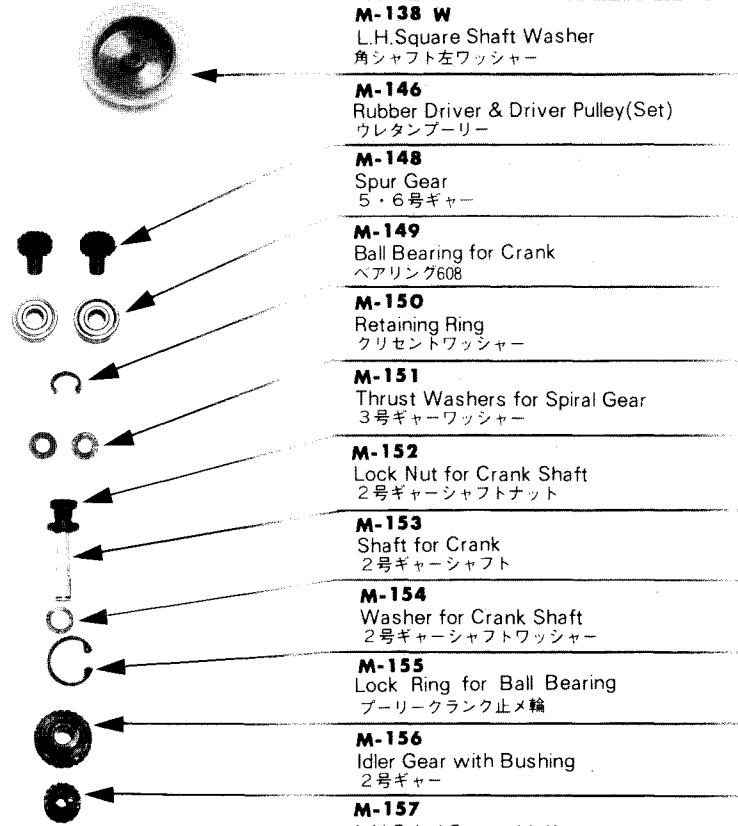 M-138 W
L.H.Square Shaft Washer
角シャフト左ワッシャー
M-146
Rubber Driver & Driver Pulley(Set)
ウレタンプーリー
M-148
Spur Gear
5・6号ギャー
M-149
Ball Bearing for Crank
ベアリング608
M-150
Retaining Ring
クリセントワッシャー
M-151
Thrust Washers for Spiral Gear
3号ギャーワッシャー
M-152
Lock Nut for Crank Shaft
2号ギャーシャフトナット
M-153
Shaft for Crank
2号ギャーシャフト
M-154
Washer for Crank Shaft
2号ギャーシャフトワッシャー
M-155
Lock Ring for Ball Bearing
プーリークランク止メ輪
M-156
Idler Gear with Bushing
2号ギャー
M-157